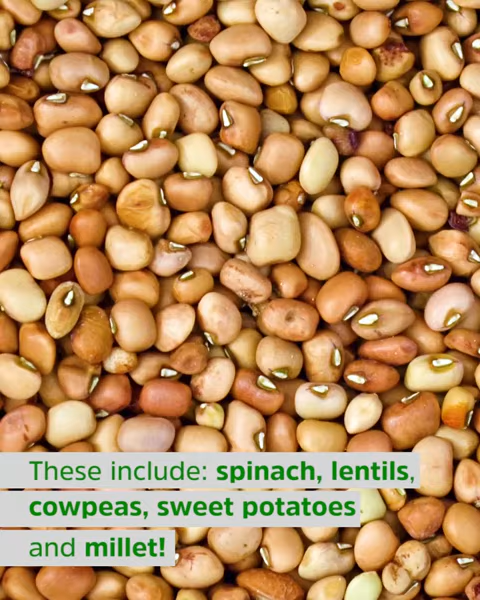 These include: spinach, lentils,
cowpeas, sweet potatoes
and millet!